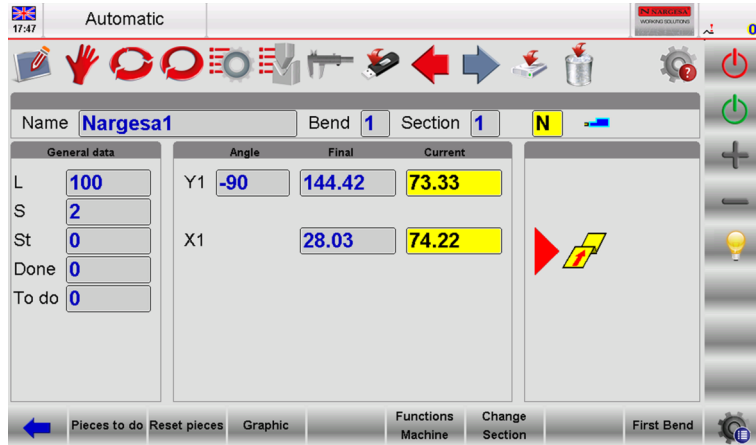 17:47
Automatic
N NARGESA
WORKING SOLUTIONS
0
Name Nargesa1 Bend 1 Section 1 N
General data
L 100
S 2
St 0
Done 0
To do 0
Angle Final Current
Y1 -90 144.42 73.33
X1 28.03 74.22
Pieces to do
Reset pieces
Graphic
Functions
Machine
Change
Section
First Bend